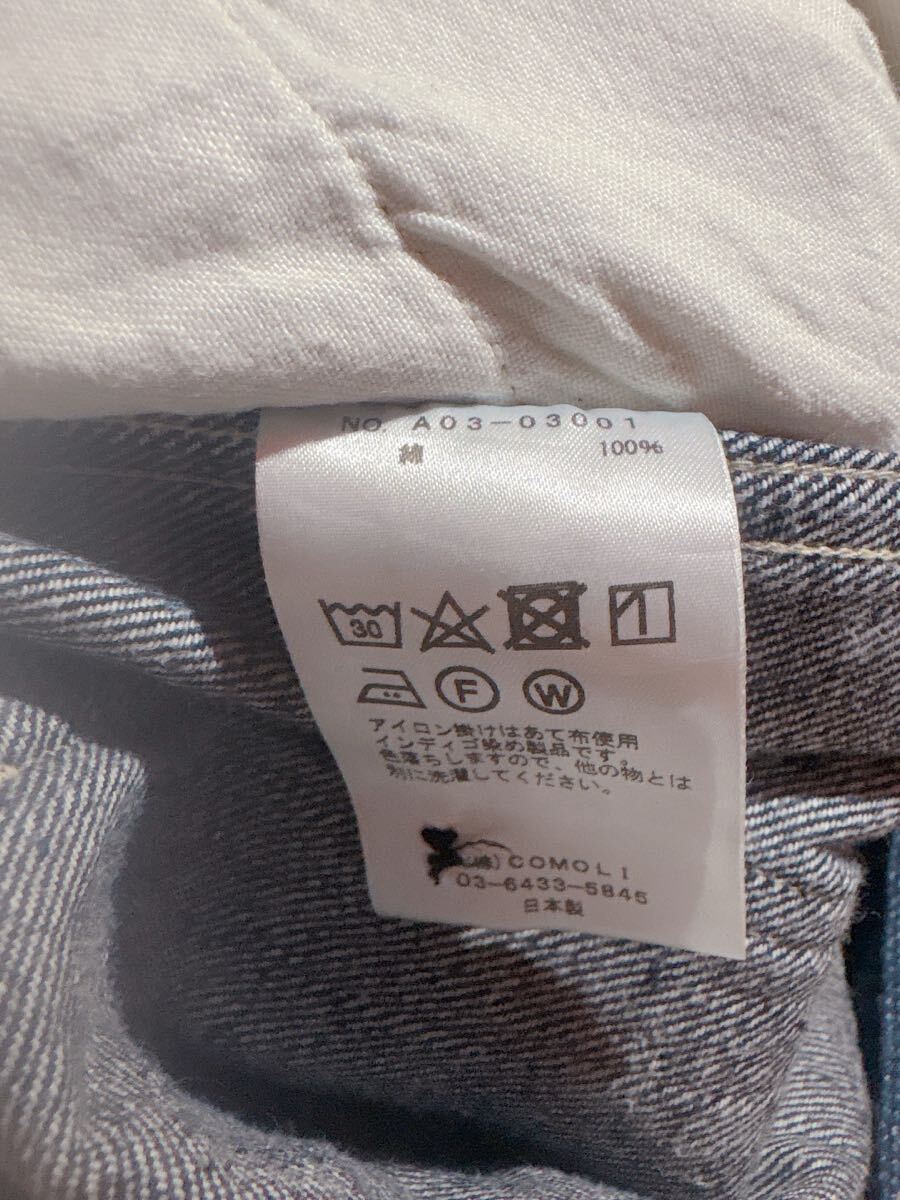 NO A03-03001
綿 100%
30
F W
アイロン掛けはあて布使用
インディゴ染め製品です。
色落ちしますので、他の物とは
別に洗濯してください。
(株)COMOLI
03-6433-5845
日本製